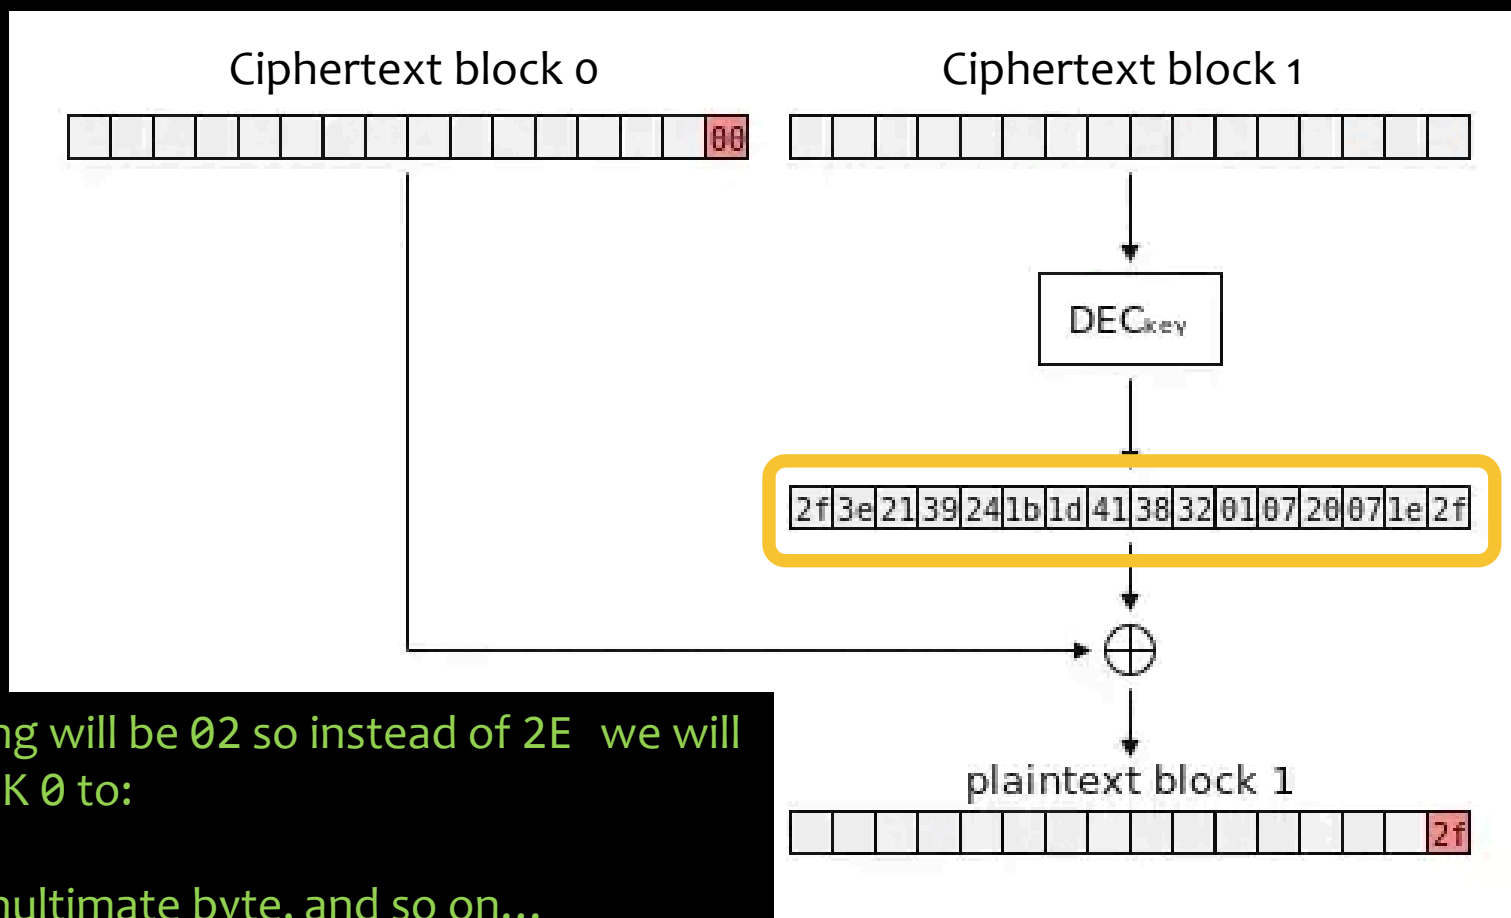 Ciphertext block 0
Ciphertext block 1
00
DECkey
2f 3e 21 39 24 1b 1d 41 38 32 01 07 20 07 1e 2f
ng will be 02 so instead of 2E we will
K 0 to:
plaintext block 1
2f
ultimate byte, and so on...